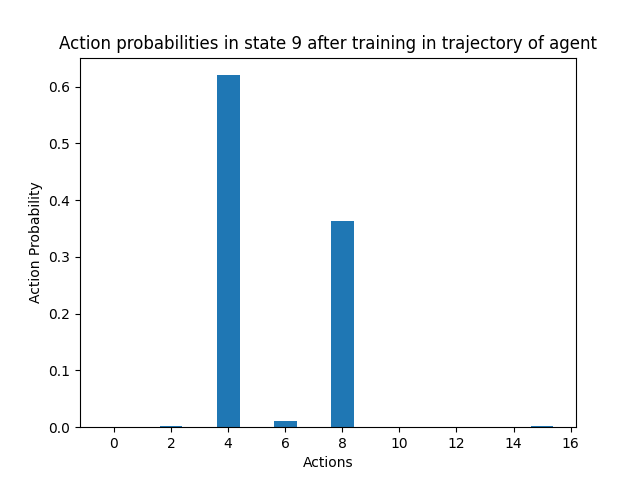 Action probabilities in state 9 after training in trajectory of agent
Action Probability
0.6
0.5
0.4
0.3
0.2
0.1
0.0
0 2 4 6 8 10 12 14 16
Actions